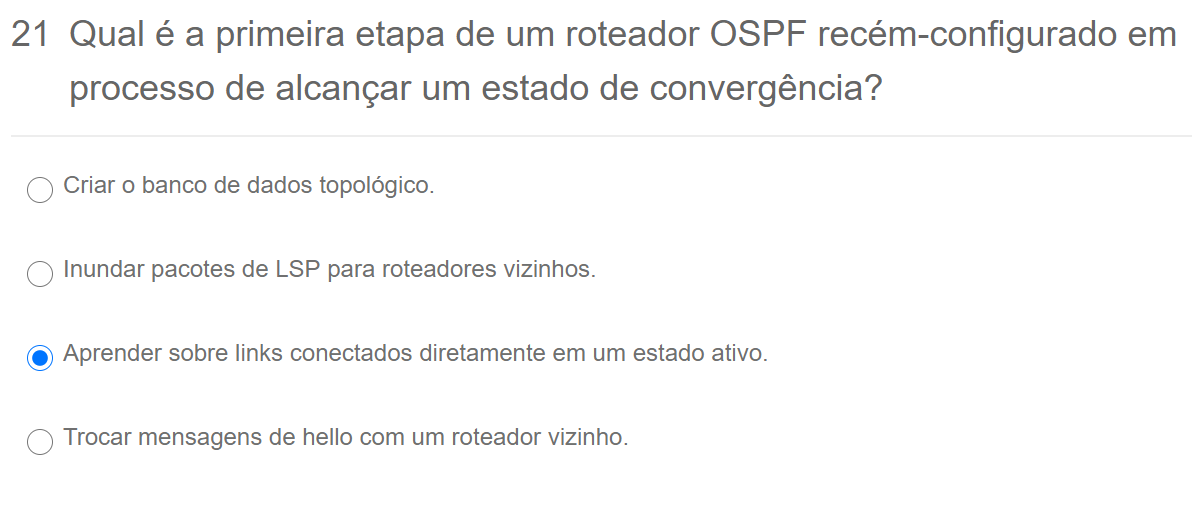 21 Qual é a primeira etapa de um roteador OSPF recém-configurado em
processo de alcançar um estado de convergência?
Criar o banco de dados topológico.
Inundar pacotes de LSP para roteadores vizinhos.
Aprender sobre links conectados diretamente em um estado ativo.
Trocar mensagens de hello com um roteador vizinho.